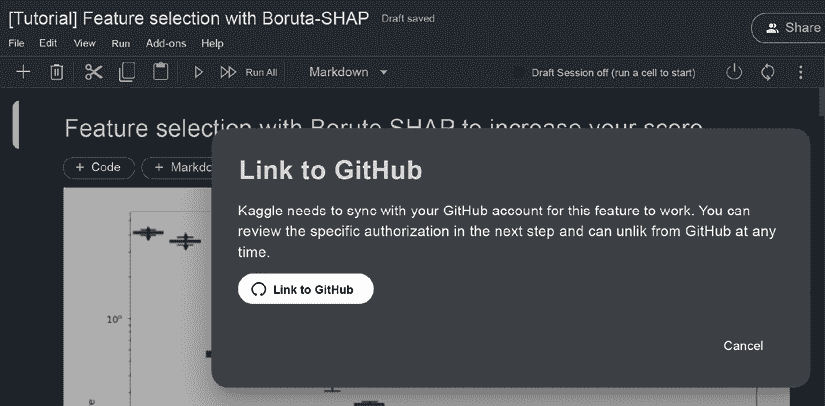 [Tutorial] Feature selection with Boruta-SHAP Draft saved
File Edit View Run Add-ons Help
Run All Markdown Draft Session off (run a cell to start)
Share
Feature selection with Boruta-SHAP to increase your score
+ Code + Markdo
Link to GitHub
Kaggle needs to sync with your GitHub account for this feature to work. You can
review the specific authorization in the next step and can unlik from GitHub at any
time.
Link to GitHub
Cancel